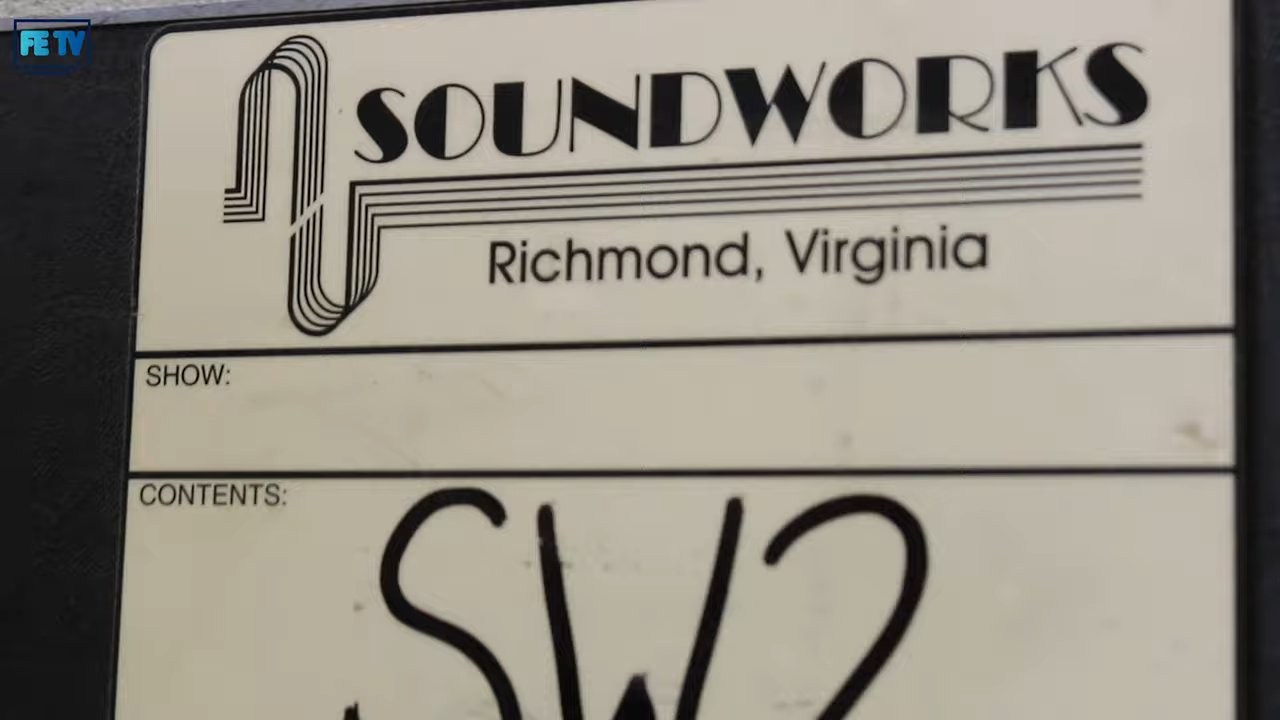 FE TV
SOUNDWORKS
Richmond, Virginia
SHOW:
CONTENTS:
SW2